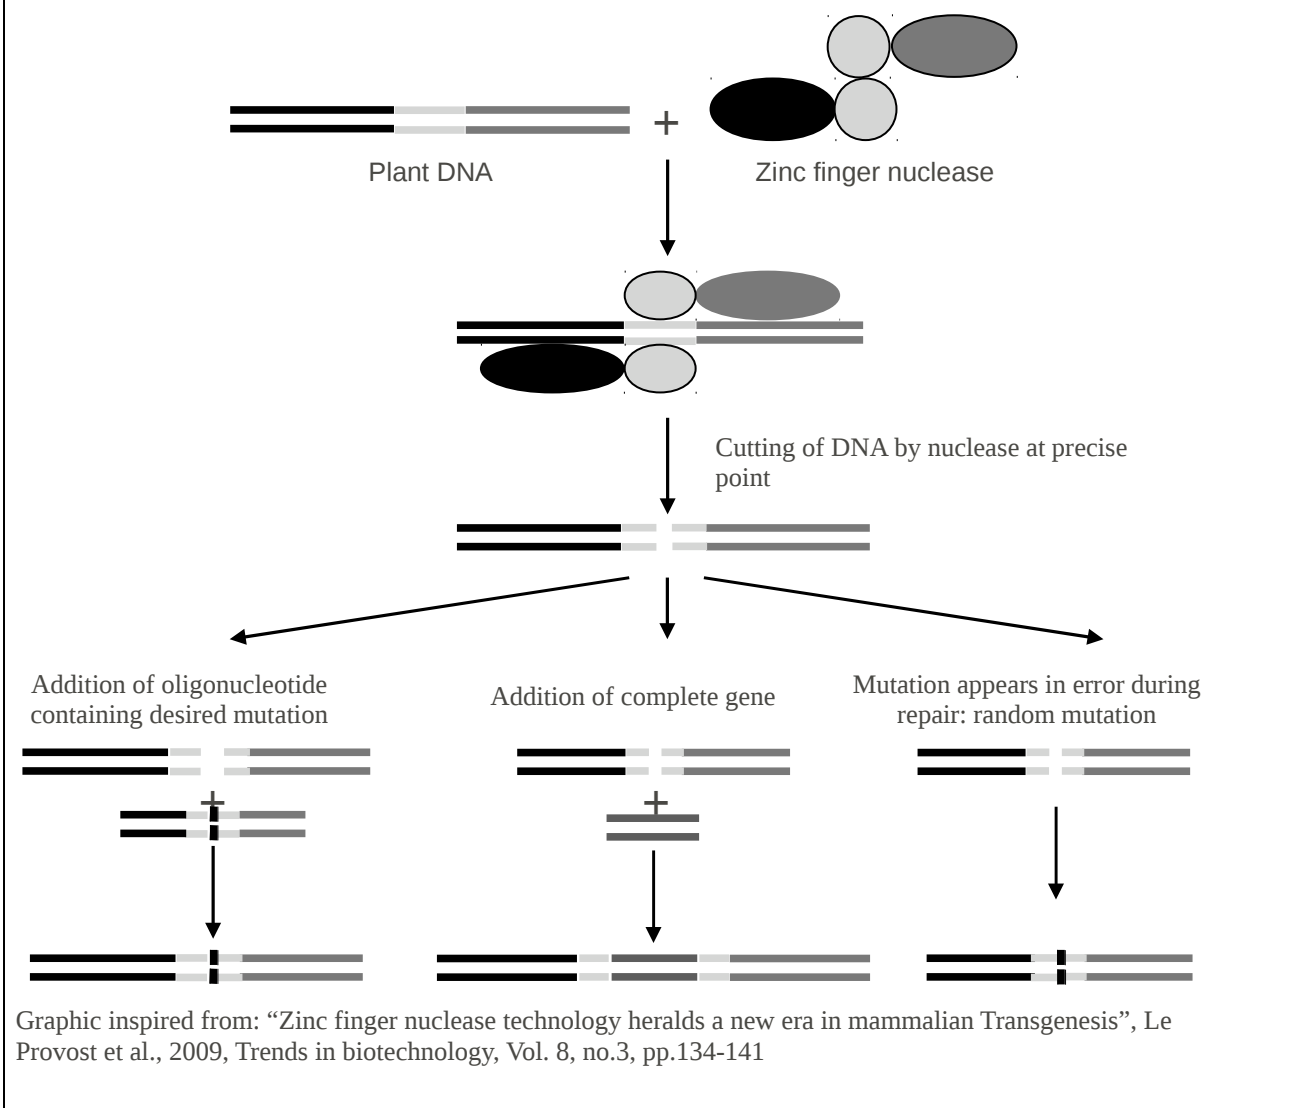 +
Plant DNA
Zinc finger nuclease
Cutting of DNA by nuclease at precise
point
Addition of oligonucleotide
containing desired mutation
Addition of complete gene
Mutation appears in error during
repair: random mutation
+
+
Graphic inspired from: “Zinc finger nuclease technology heralds a new era in mammalian Transgenesis”, Le
Provost et al., 2009, Trends in biotechnology, Vol. 8, no.3, pp.134-141